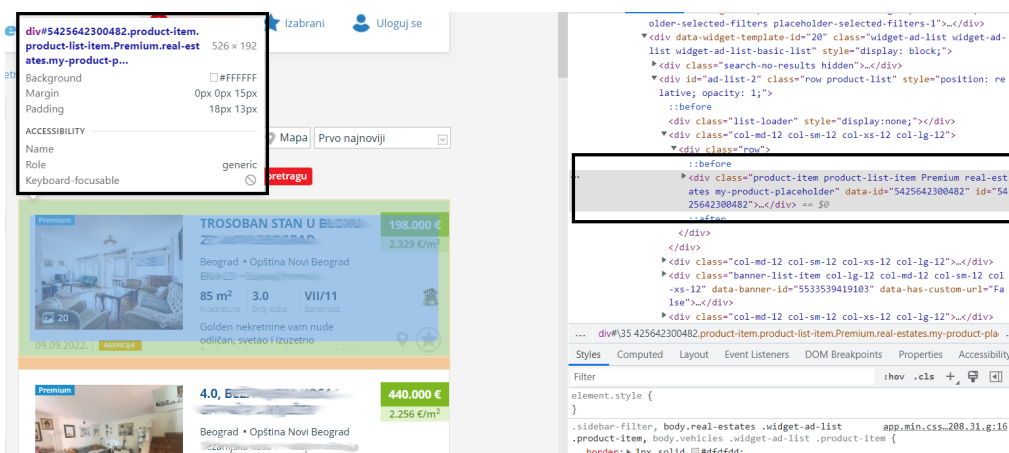 div#5425642300482.product-item.
product-list-item.Premium.real-est 526 × 192
ates.my-product-p...
Background #FFFFFF
Margin 0px 0px 15px
Padding 18px 13px
ACCESSIBILITY
Name
Role generic
Keyboard-focusable
Izabrani Uloguj se
Mapa Prvo najnoviji
pretragu
Premium
TROSOBAN STAN U
198.000 €
2.329 €/m²
Beograd • Opština Novi Beograd
85 m² 3.0 VII/11
Kvadratura Broj soba Spratnost
20
Golden nekretnine vam nude
odličan, svetao i izuzetno
09.09.2022. AGENCIJA
Premium
4.0,
440.000 €
2.256 €/m²
Beograd • Opština Novi Beograd
older-selected-filters placeholder-selected-filters-1">…</div>
▼<div data-widget-template-id="20" class="widget-ad-list widget-ad-
list widget-ad-list-basic-list" style="display: block;">
▶<div class="search-no-results hidden">…</div>
▼<div id="ad-list-2" class="row product-list" style="position: re
lative; opacity: 1;">
::before
<div class="list-loader" style="display:none;"></div>
▼<div class="col-md-12 col-sm-12 col-xs-12 col-lg-12">
▼<div class="row">
::before
… ▶<div class="product-item product-list-item Premium real-est
ates my-product-placeholder" data-id="5425642300482" id="54
25642300482">…</div> == $0
::after
</div>
</div>
▶<div class="col-md-12 col-sm-12 col-xs-12 col-lg-12">…</div>
▶<div class="banner-list-item col-lg-12 col-md-12 col-sm-12 col
-xs-12" data-banner-id="5533539419103" data-has-custom-url="Fa
lse">…</div>
▶<div class="col-md-12 col-sm-12 col-xs-12 col-lg-12">…</div>
... div#\35 425642300482.product-item.product-list-item.Premium.real-estates.my-product-pla
Styles Computed Layout Event Listeners DOM Breakpoints Properties Accessibility
Filter :hov .cls +
element.style {
}
.sidebar-filter, body.real-estates .widget-ad-list app.min.css…208.31.g:16
.product-item, body.vehicles .widget-ad-list .product-item {
border: ▶ 1px solid #dfdfdd;